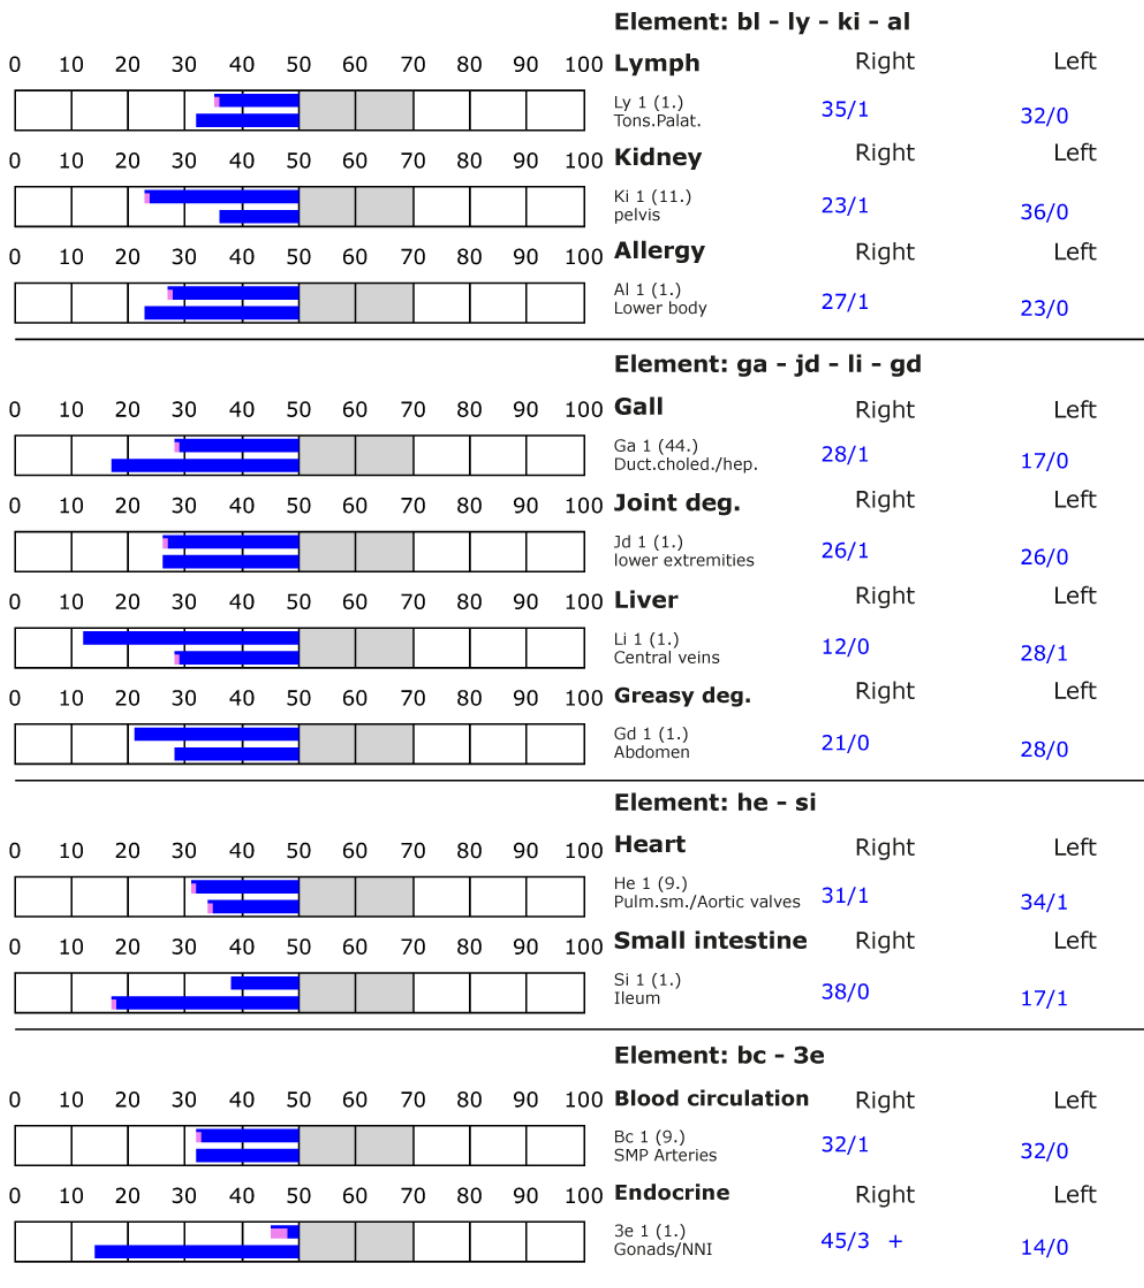 Element: bl - ly - ki - al
0 10 20 30 40 50 60 70 80 90 100 Lymph Right Left
Ly 1 (1.) 35/1 32/0
Tons.Palat.
0 10 20 30 40 50 60 70 80 90 100 Kidney Right Left
Ki 1 (11.) 23/1 36/0
pelvis
0 10 20 30 40 50 60 70 80 90 100 Allergy Right Left
Al 1 (1.) 27/1 23/0
Lower body
Element: ga - jd - li - gd
0 10 20 30 40 50 60 70 80 90 100 Gall Right Left
Ga 1 (44.) 28/1 17/0
Duct.choled./hep.
0 10 20 30 40 50 60 70 80 90 100 Joint deg. Right Left
Jd 1 (1.) 26/1 26/0
lower extremities
0 10 20 30 40 50 60 70 80 90 100 Liver Right Left
Li 1 (1.) 12/0 28/1
Central veins
0 10 20 30 40 50 60 70 80 90 100 Greasy deg. Right Left
Gd 1 (1.) 21/0 28/0
Abdomen
Element: he - si
0 10 20 30 40 50 60 70 80 90 100 Heart Right Left
He 1 (9.) 31/1 34/1
Pulm.sm./Aortic valves
0 10 20 30 40 50 60 70 80 90 100 Small intestine Right Left
Si 1 (1.) 38/0 17/1
Ileum
Element: bc - 3e
0 10 20 30 40 50 60 70 80 90 100 Blood circulation Right Left
Bc 1 (9.) 32/1 32/0
SMP Arteries
0 10 20 30 40 50 60 70 80 90 100 Endocrine Right Left
3e 1 (1.) 45/3 + 14/0
Gonads/NNI